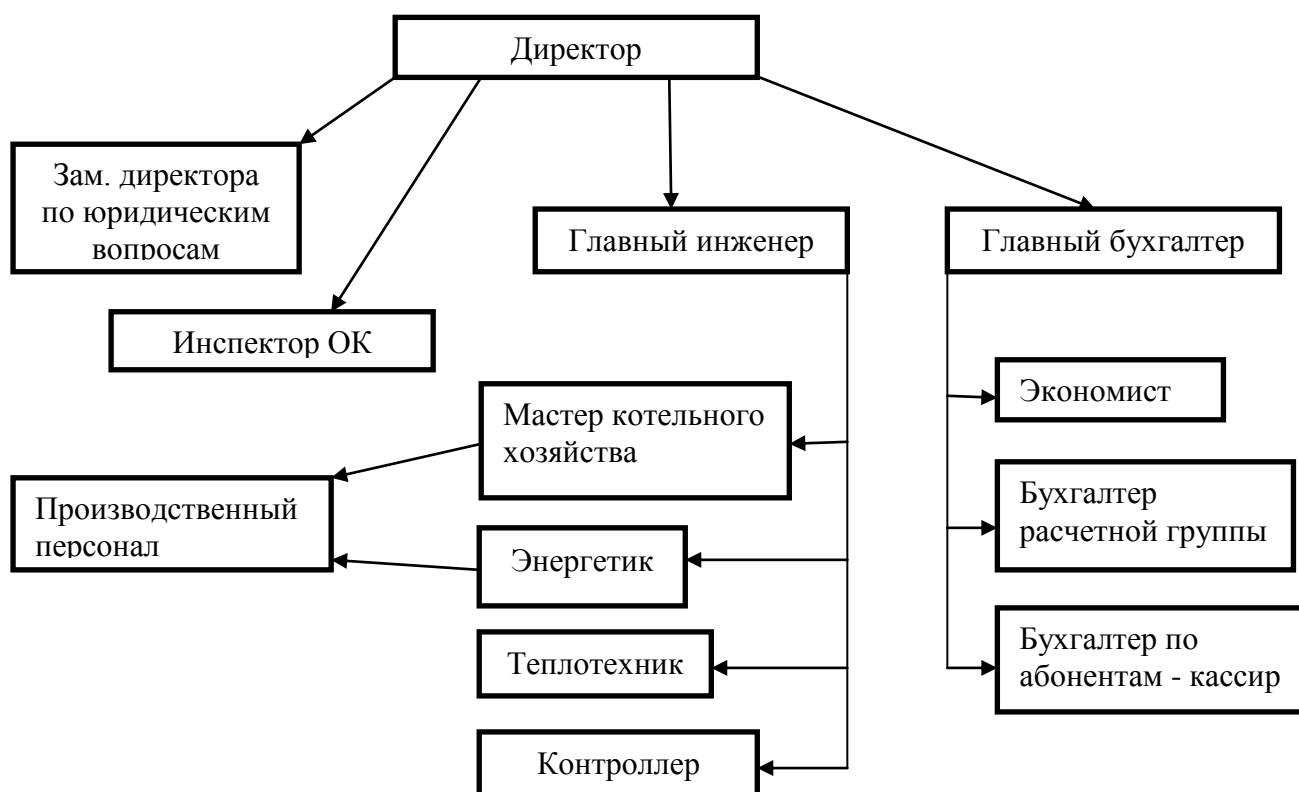 Директор
Зам. директора
по юридическим
вопросам
Главный инженер
Главный бухгалтер
Инспектор ОК
Экономист
Мастер котельного
хозяйства
Производственный
персонал
Бухгалтер
расчетной группы
Энергетик
Теплотехник
Бухгалтер по
абонентам - кассир
Контроллер